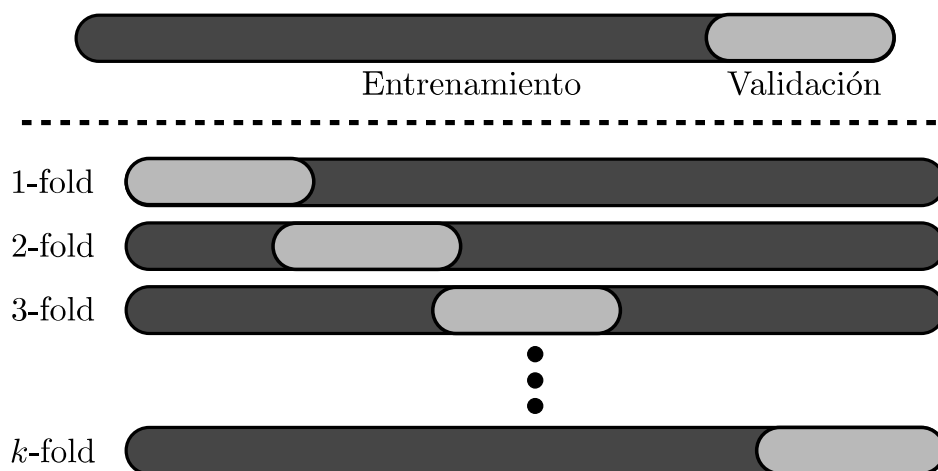 Entrenamiento Validación
1-fold
2-fold
3-fold
k-fold